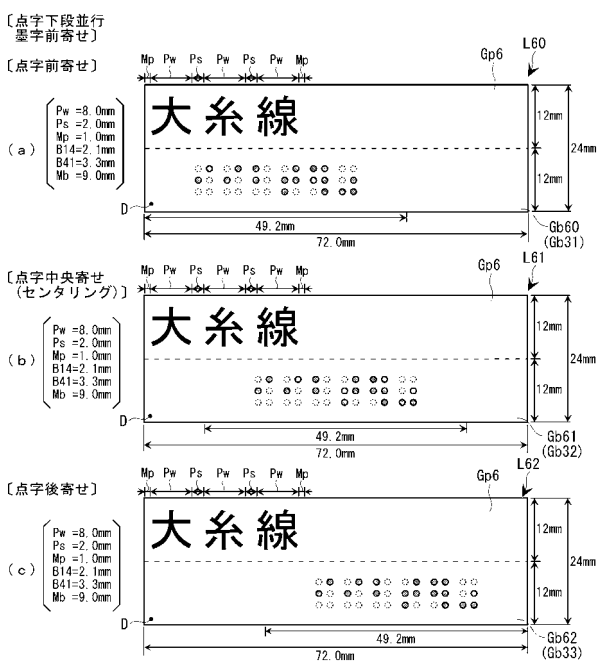 〔点字下段並行
墨字前寄せ〕
〔点字前寄せ〕
Mp Pw Ps Pw Ps Pw Mp
Gp6
L60
(a)
Pw =8.0mm
Ps =2.0mm
Mp =1.0mm
B14=2.1mm
B41=3.3mm
Mb =9.0mm
大糸線
12mm
24mm
12mm
D
49.2mm
72.0mm
Gb60
(Gb31)
〔点字中央寄せ
(センタリング)〕
Mp Pw Ps Pw Ps Pw Mp
Gp6
L61
(b)
Pw =8.0mm
Ps =2.0mm
Mp =1.0mm
B14=2.1mm
B41=3.3mm
Mb =9.0mm
大糸線
12mm
24mm
12mm
D
49.2mm
72.0mm
Gb61
(Gb32)
〔点字後寄せ〕
Mp Pw Ps Pw Ps Pw Mp
Gp6
L62
(c)
Pw =8.0mm
Ps =2.0mm
Mp =1.0mm
B14=2.1mm
B41=3.3mm
Mb =9.0mm
大糸線
12mm
24mm
12mm
D
49.2mm
72.0mm
Gb62
(Gb33)